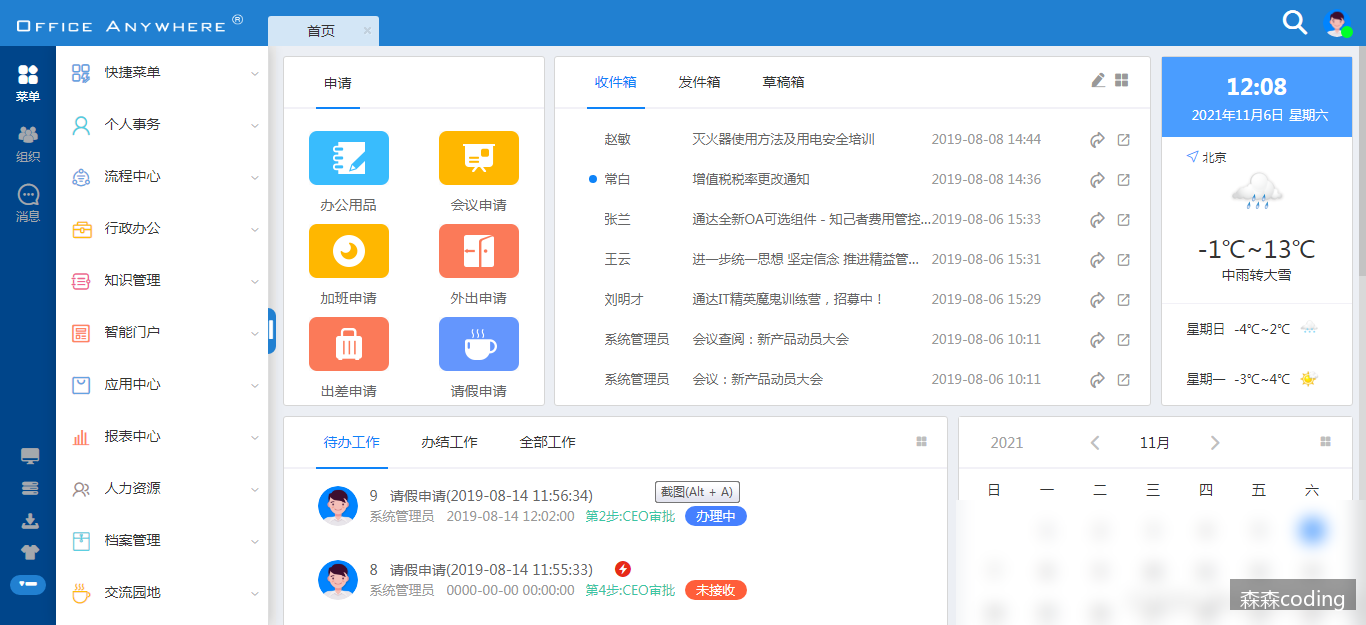 OFFICE ANYWHERE®
首页
菜单
组织
消息
快捷菜单
个人事务
流程中心
行政办公
知识管理
智能门户
应用中心
报表中心
人力资源
档案管理
交流园地
申请
办公用品
会议申请
加班申请
外出申请
出差申请
请假申请
收件箱 发件箱 草稿箱
赵敏 灭火器使用方法及用电安全培训 2019-08-08 14:44
常白 增值税税率更改通知 2019-08-08 14:36
张兰 通达全新OA可选组件 - 知己者费用管控... 2019-08-06 15:33
王云 进一步统一思想 坚定信念 推进精益管... 2019-08-06 15:31
刘明才 通达IT精英魔鬼训练营，招募中！ 2019-08-06 15:29
系统管理员 会议查阅：新产品动员大会 2019-08-06 10:11
系统管理员 会议：新产品动员大会 2019-08-06 10:11
12:08
2021年11月6日 星期六
北京
-1℃~13℃
中雨转大雪
星期日 -4℃~2℃
星期一 -3℃~4℃
待办工作 办结工作 全部工作
9 请假申请(2019-08-14 11:56:34)
截图(Alt + A)
系统管理员 2019-08-14 12:02:00 第2步:CEO审批 办理中
8 请假申请(2019-08-14 11:55:33)
系统管理员 0000-00-00 00:00:00 第4步:CEO审批 未接收
2021 11月
日 一 二 三 四 五 六
森森coding